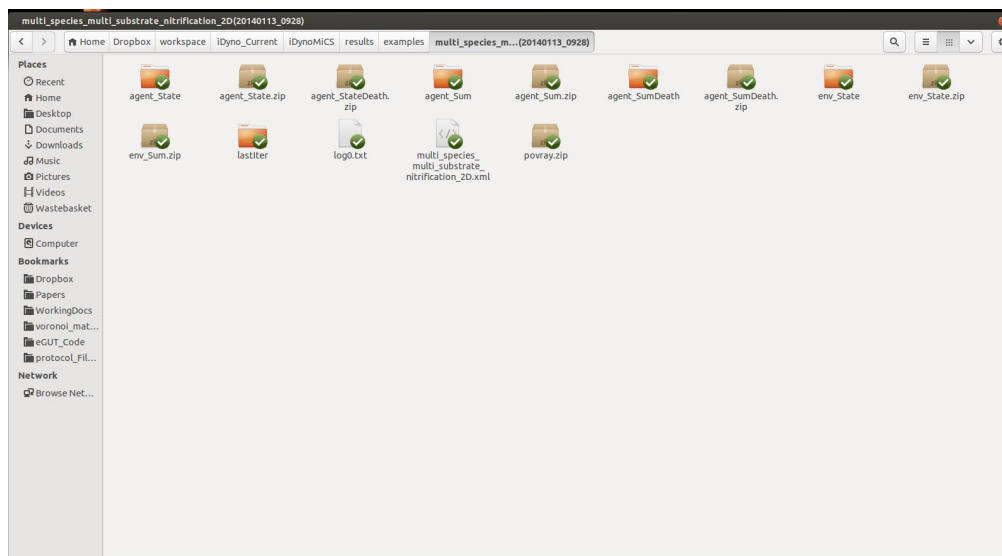 multi_species_multi_substrate_nitrification_2D(20140113_0928)
Home Dropbox workspace iDyno_Current iDynoMiCS results examples multi_species_m...(20140113_0928)
Places
Recent
Home
Desktop
Documents
Downloads
Music
Pictures
Videos
Wastebasket
Devices
Computer
Bookmarks
Dropbox
Papers
WorkingDocs
voronoi_mat...
eGUT_Code
protocol_Fil...
Network
Browse Net...
agent_State agent_State.zip agent_StateDeath. agent_Sum agent_Sum.zip agent_SumDeath agent_SumDeath. env_State env_State.zip
zip zip
env_Sum.zip lastIter log0.txt multi_species_ povray.zip
multi_substrate_
nitrification_2D.xml